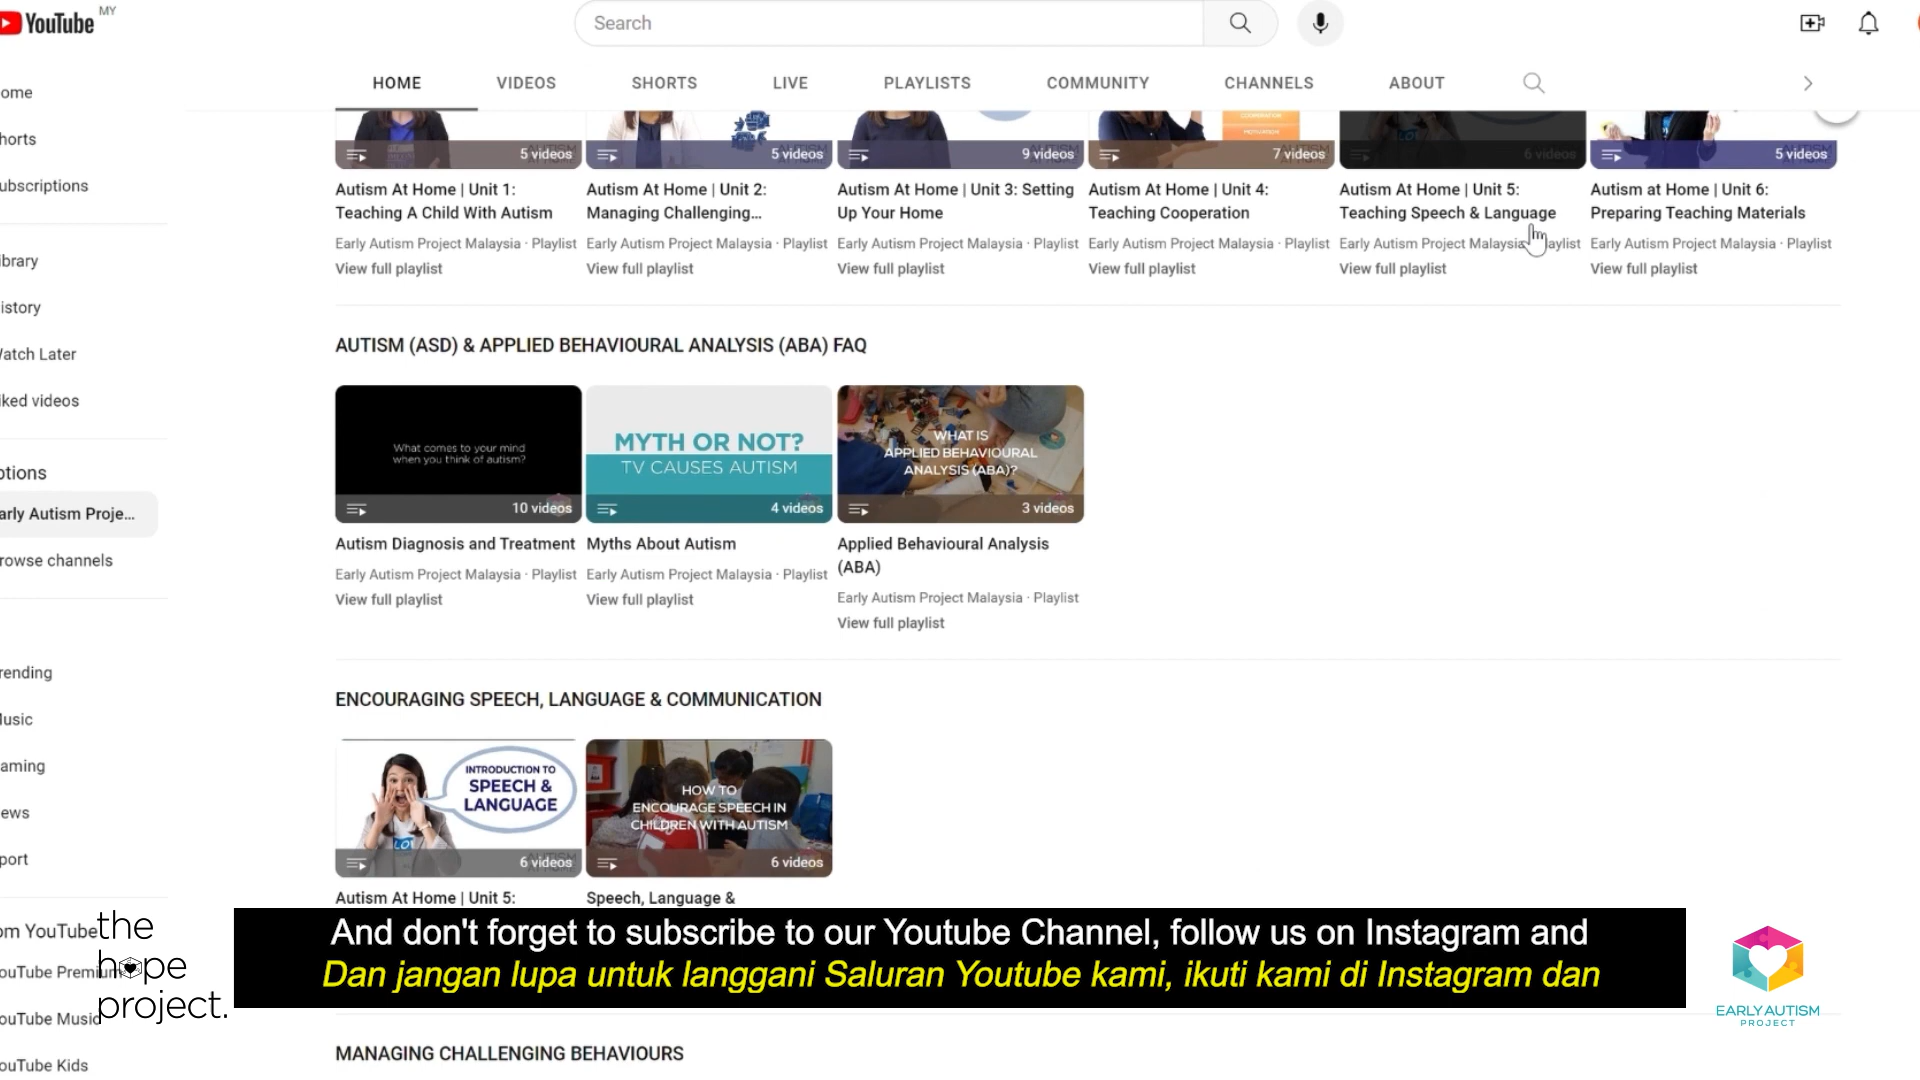 YouTube MY
Search
HOME VIDEOS SHORTS LIVE PLAYLISTS COMMUNITY CHANNELS ABOUT
ome
horts
ubscriptions
ibrary
istory
Vatch Later
iked videos
ptions
arly Autism Proje...
rowse channels
rending
Music
aming
ews
port
om YouTube
ouTube Premium
ouTube Music
ouTube Kids
COOPERATION
MOTIVATION
5 videos
5 videos
9 videos
7 videos
6 videos
5 videos
Autism At Home | Unit 1:
Teaching A Child With Autism
Early Autism Project Malaysia · Playlist
View full playlist
Autism At Home | Unit 2:
Managing Challenging...
Early Autism Project Malaysia · Playlist
View full playlist
Autism At Home | Unit 3: Setting
Up Your Home
Early Autism Project Malaysia · Playlist
View full playlist
Autism At Home | Unit 4:
Teaching Cooperation
Early Autism Project Malaysia · Playlist
View full playlist
Autism At Home | Unit 5:
Teaching Speech & Language
Early Autism Project Malaysia aylist
View full playlist
Autism at Home | Unit 6:
Preparing Teaching Materials
Early Autism Project Malaysia · Playlist
View full playlist
AUTISM (ASD) & APPLIED BEHAVIOURAL ANALYSIS (ABA) FAQ
What comes to your mind
when you think of autism?
10 videos
Autism Diagnosis and Treatment
Early Autism Project Malaysia · Playlist
View full playlist
MYTH OR NOT?
TV CAUSES AUTISM
4 videos
Myths About Autism
Early Autism Project Malaysia · Playlist
View full playlist
WHAT IS
APPLIED BEHAVIOURAL
ANALYSIS (ABA)?
3 videos
Applied Behavioural Analysis
(ABA)
Early Autism Project Malaysia · Playlist
View full playlist
ENCOURAGING SPEECH, LANGUAGE & COMMUNICATION
INTRODUCTION TO
SPEECH &
LANGUAGE
6 videos
Autism At Home | Unit 5:
HOW TO
ENCOURAGE SPEECH IN
CHILDREN WITH AUTISM
6 videos
Speech, Language &
And don't forget to subscribe to our Youtube Channel, follow us on Instagram and
Dan jangan lupa untuk langgani Saluran Youtube kami, ikuti kami di Instagram dan
the
hope
project.
EARLY AUTISM
PROJECT
MANAGING CHALLENGING BEHAVIOURS